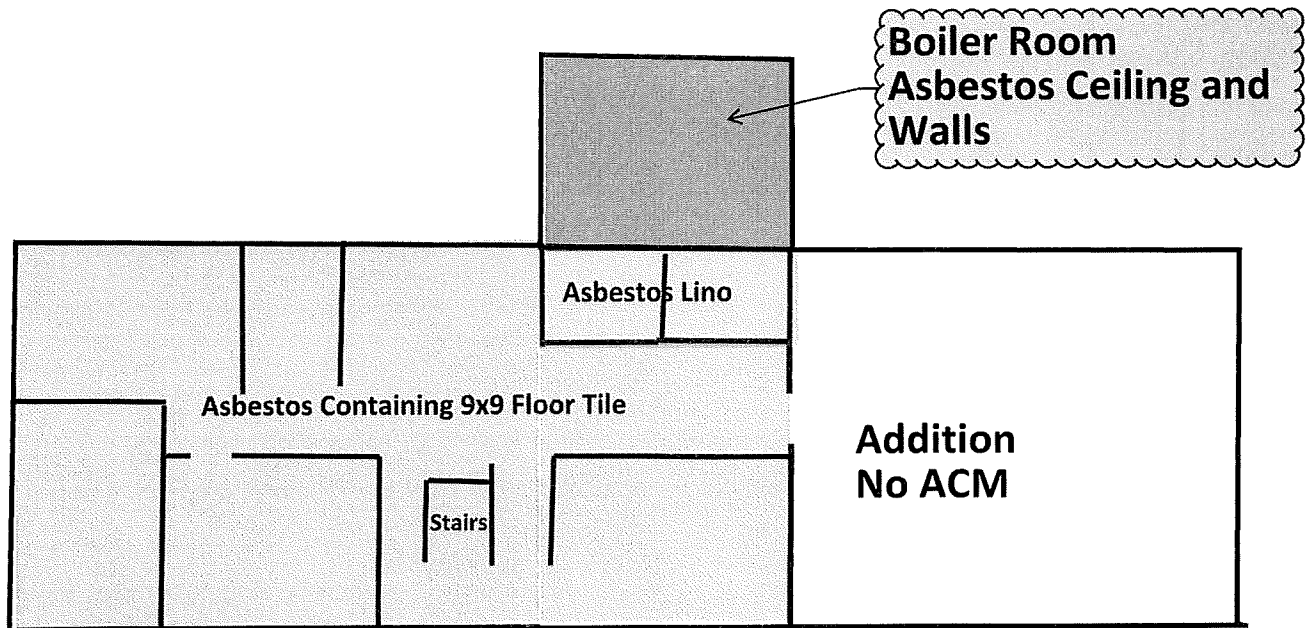 Boiler Room
Asbestos Ceiling and
Walls
Asbestos Lino
Asbestos Containing 9x9 Floor Tile
Addition
No ACM
Stairs